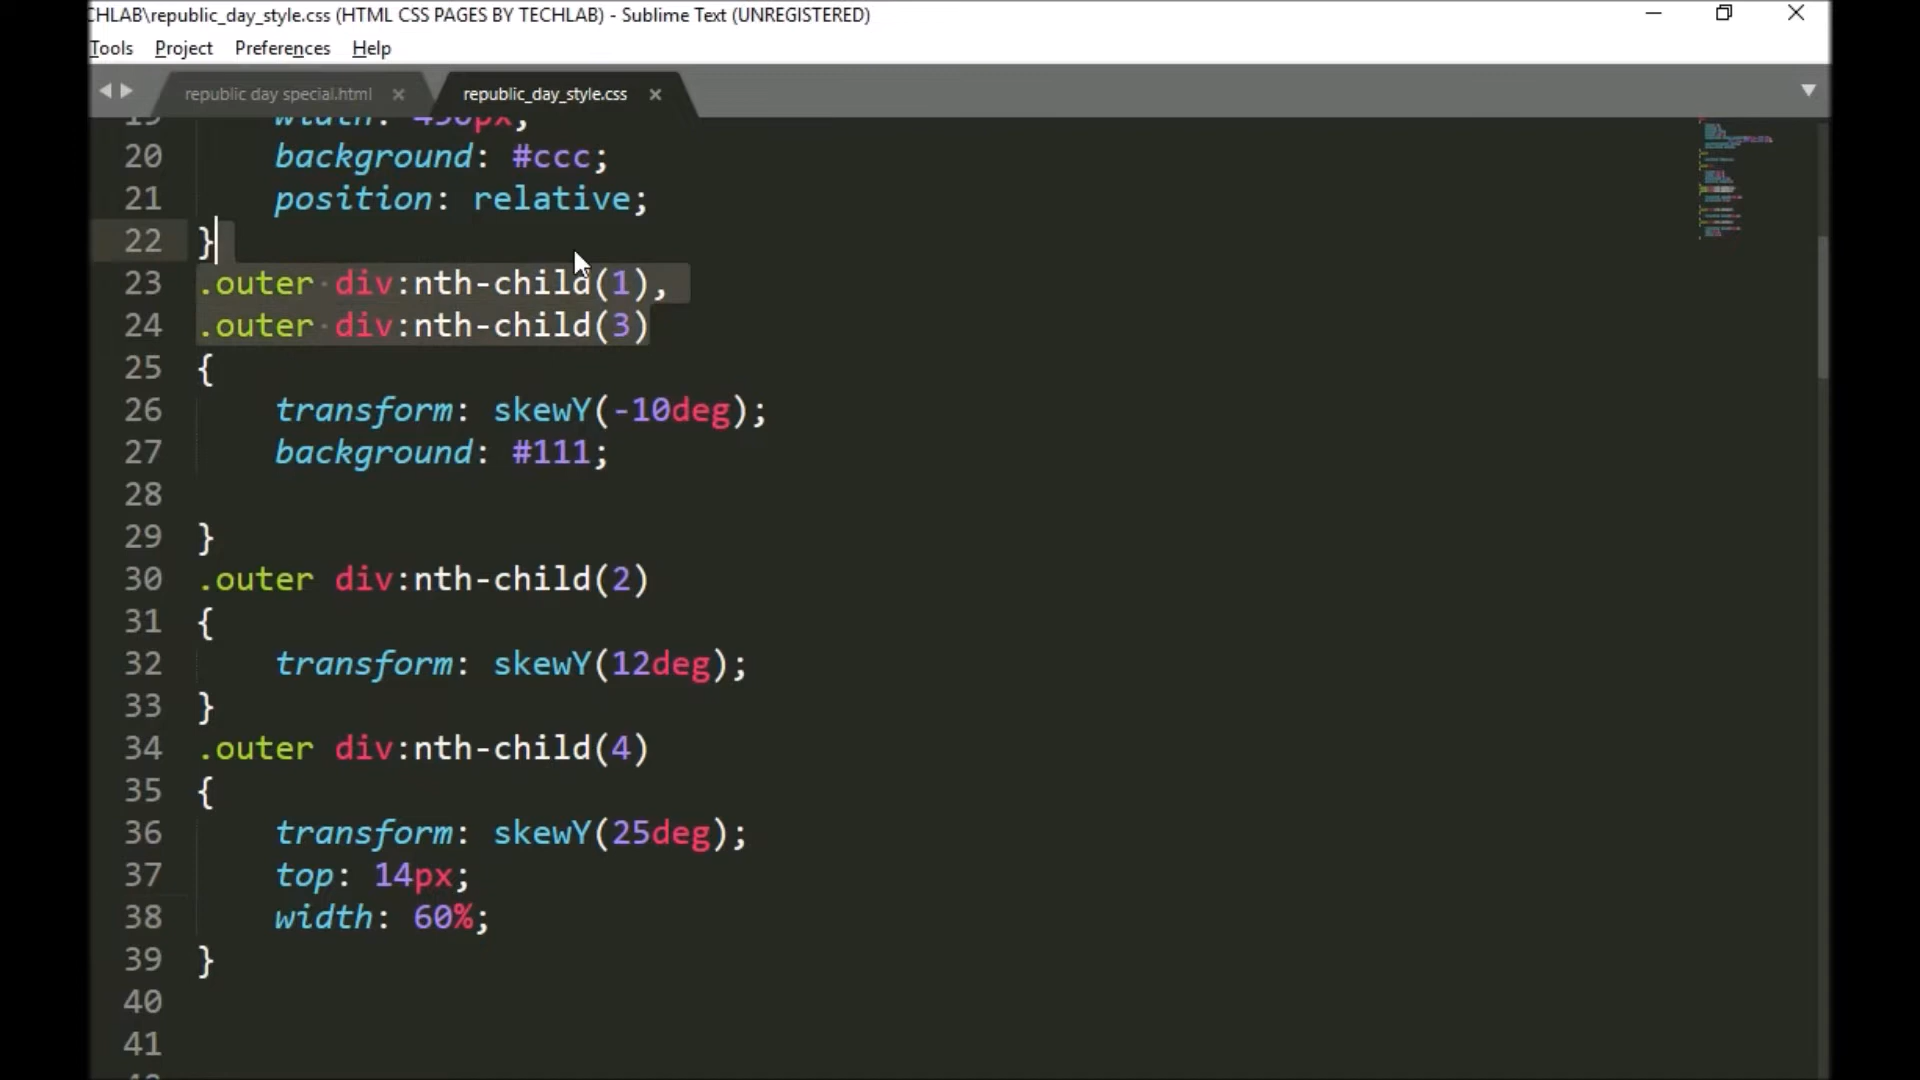 CHLAB\republic_day_style.css (HTML CSS PAGES BY TECHLAB) - Sublime Text (UNREGISTERED)
Tools Project Preferences Help
republic day special.html republic_day_style.css
19 width: 450px;
20 background: #ccc;
21 position: relative;
22 }
23 .outer div:nth-child(1),
24 .outer div:nth-child(3)
25 {
26 transform: skewY(-10deg);
27 background: #111;
28
29 }
30 .outer div:nth-child(2)
31 {
32 transform: skewY(12deg);
33 }
34 .outer div:nth-child(4)
35 {
36 transform: skewY(25deg);
37 top: 14px;
38 width: 60%;
39 }
40
41